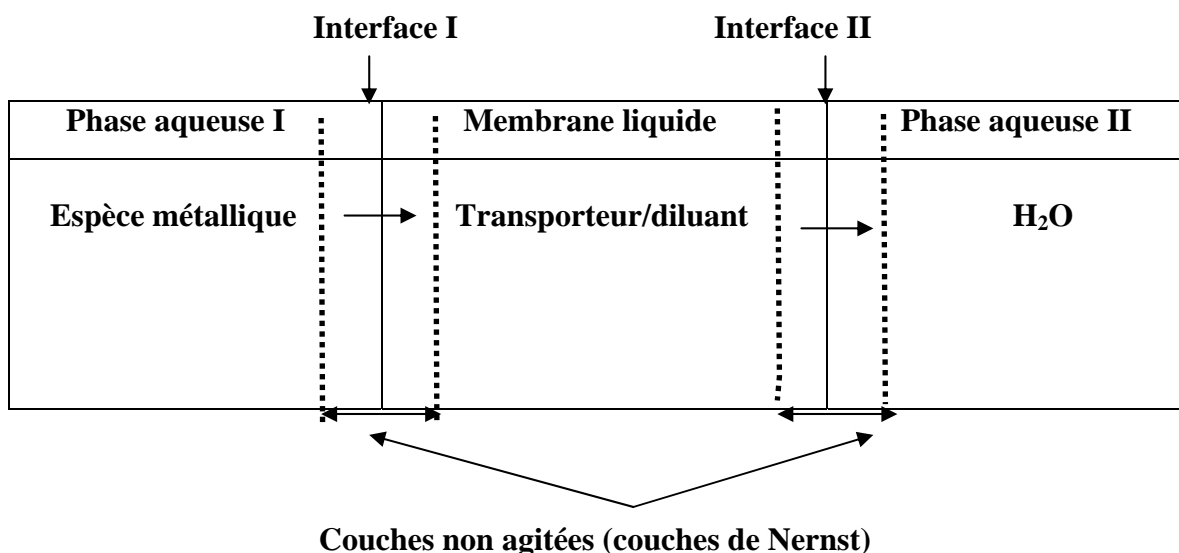 Interface I Interface II
Phase aqueuse I Membrane liquide Phase aqueuse II
Espèce métallique Transporteur/diluant H₂O
Couches non agitées (couches de Nernst)